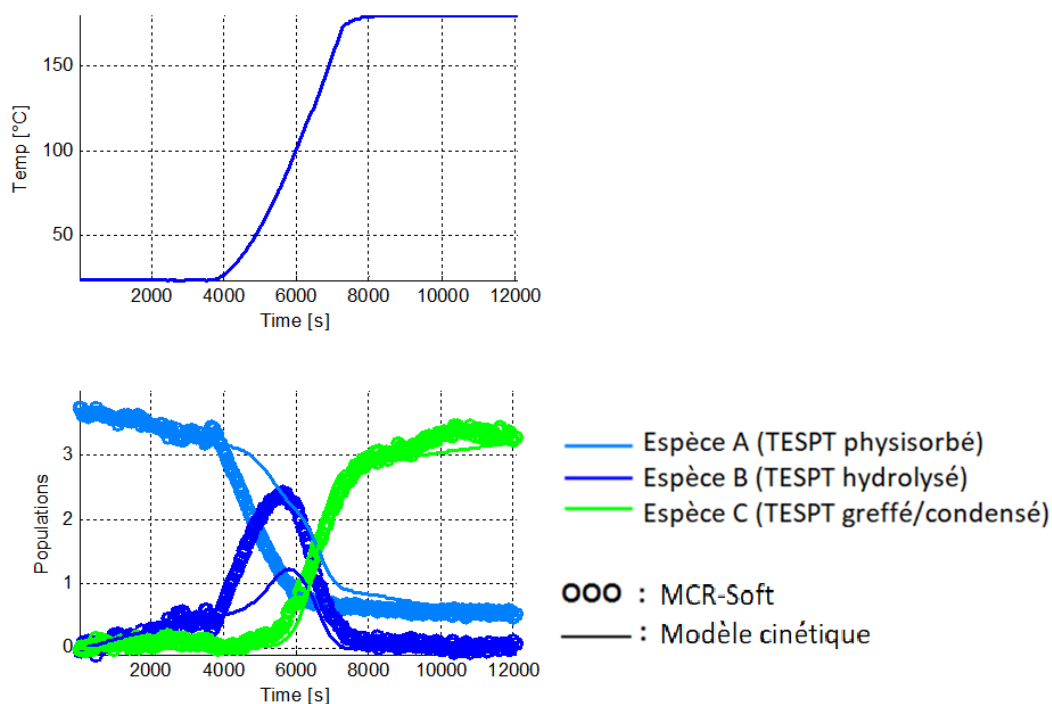 Temp [°C]
150
100
50
2000 4000 6000 8000 10000 12000
Time [s]
Populations
3
2
1
0
2000 4000 6000 8000 10000 12000
Time [s]
Espèce A (TESPT physisorbé)
Espèce B (TESPT hydrolysé)
Espèce C (TESPT greffé/condensé)
OOO : MCR-Soft
: Modèle cinétique